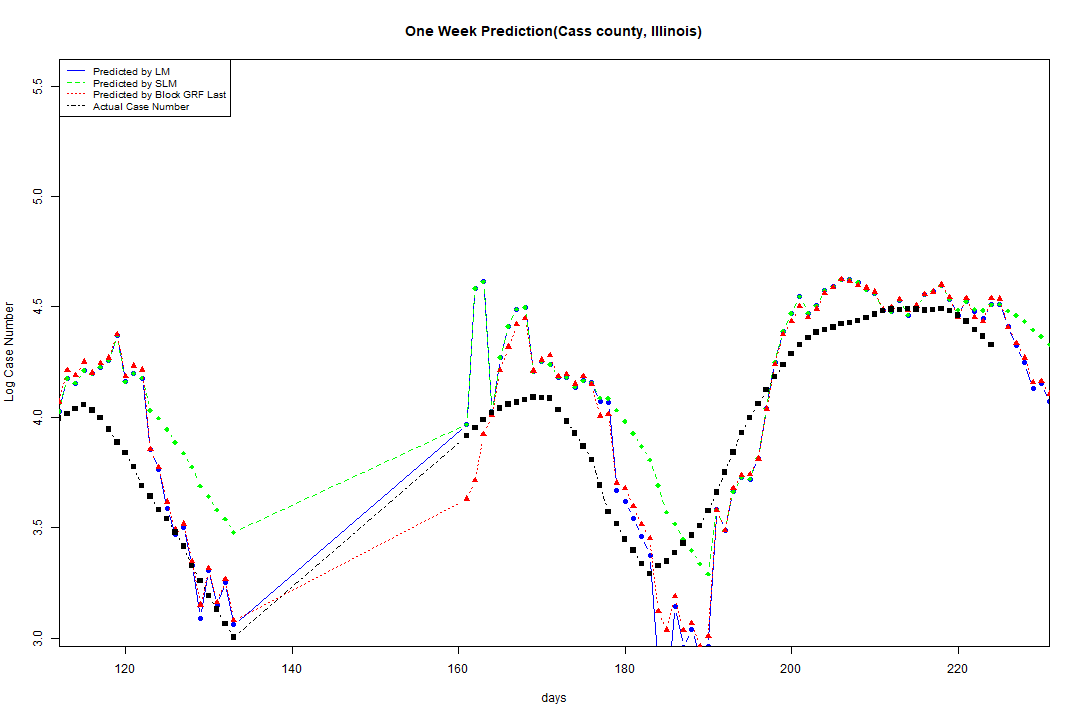 One Week Prediction(Cass county, Illinois)
Predicted by LM
Predicted by SLM
Predicted by Block GRF Last
Actual Case Number
5.5
5.0
4.5
4.0
3.5
3.0
Log Case Number
120 140 160 180 200 220
days